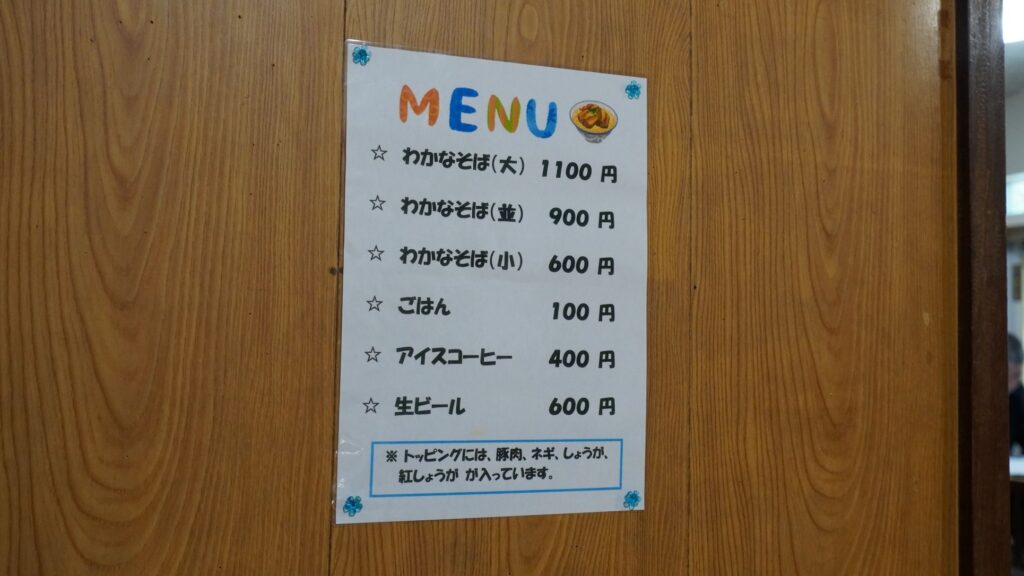 MENU
☆ わかなそば(大) 1100 円
☆ わかなそば(並) 900 円
☆ わかなそば(小) 600 円
☆ ごはん 100 円
☆ アイスコーヒー 400 円
☆ 生ビール 600 円
※ トッピングには、豚肉、ネギ、しょうが、
紅しょうが が入っています。